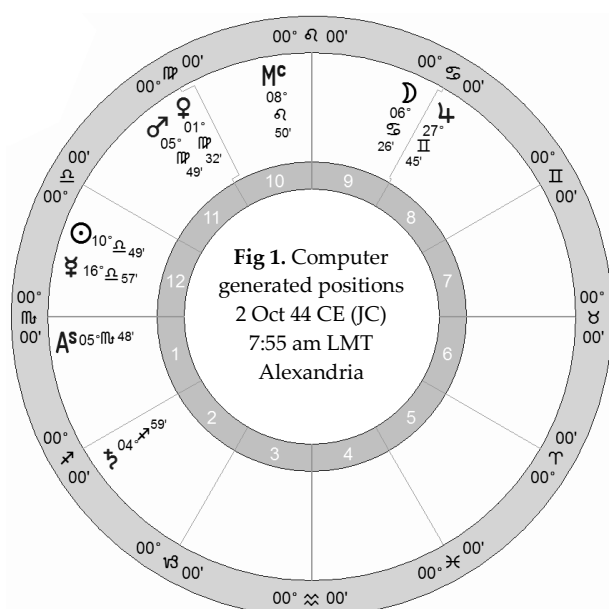 00° ♌ 00'
00° ♍ 00'
00° ♋ 00'
00° ♎ 00'
00° ♊ 00'
00° ♏ 00'
00° ♉ 00'
00° ♐ 00'
00° ♈ 00'
00° ♑ 00'
00° ♓ 00'
00° ♒ 00'
Mc 08° ♌ 50'
☽ 06° ♋ 26'
♃ 27° ♊ 45'
♀ 01° ♍ 32'
♂ 05° ♍ 49'
☉ 10° ♎ 49'
☿ 16° ♎ 57'
As 05° ♏ 48'
♄ 04° ♐ 59'
10
9
11
8
12
7
1
6
2
5
3
4
Fig 1. Computer
generated positions
2 Oct 44 CE (JC)
7:55 am LMT
Alexandria